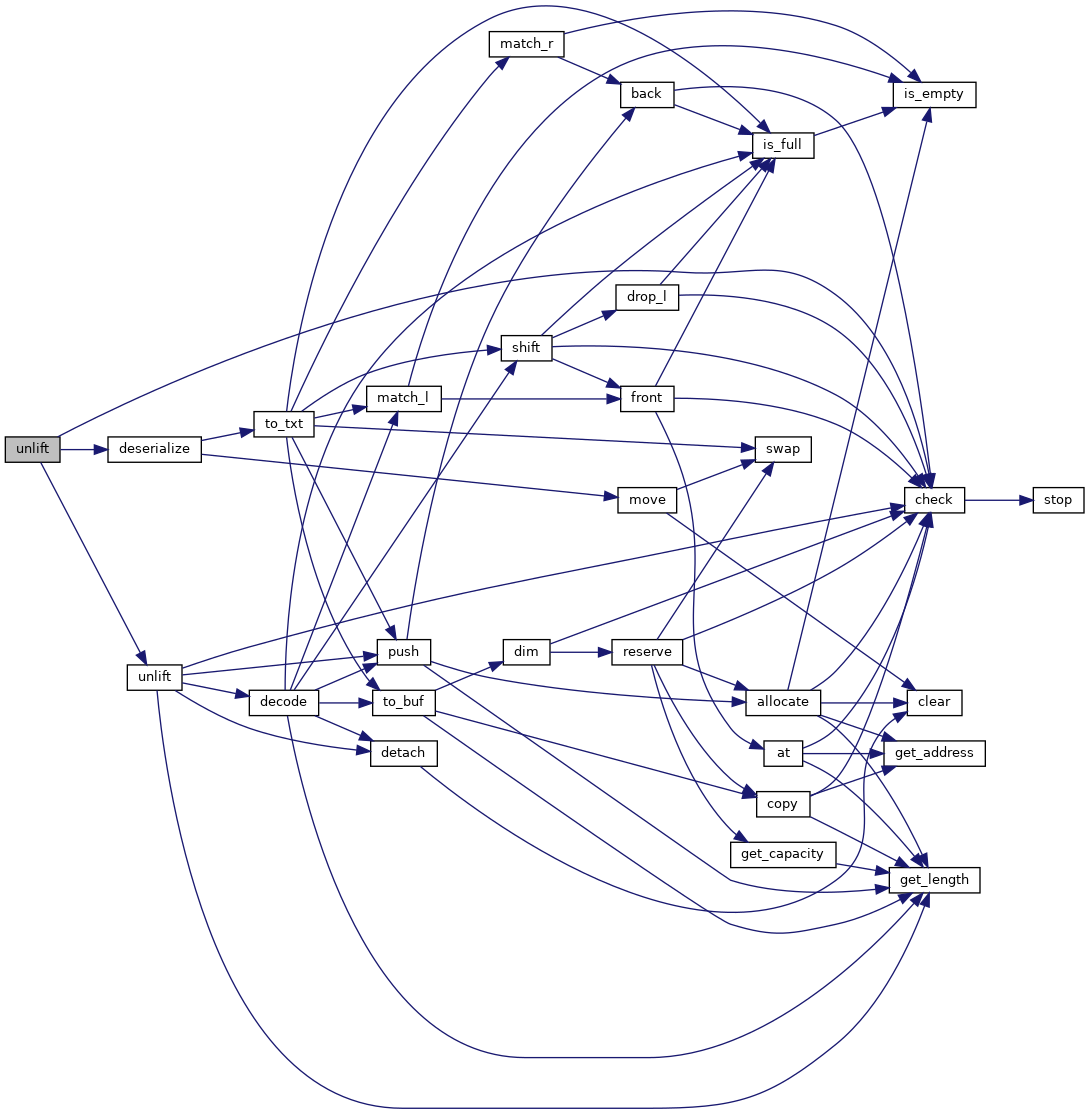 match_r
back
is_empty
is_full
drop_l
shift
match_l
front
to_txt
unlift
deserialize
swap
move
check
stop
push
dim
reserve
unlift
decode
to_buf
allocate
clear
detach
at
get_address
copy
get_capacity
get_length